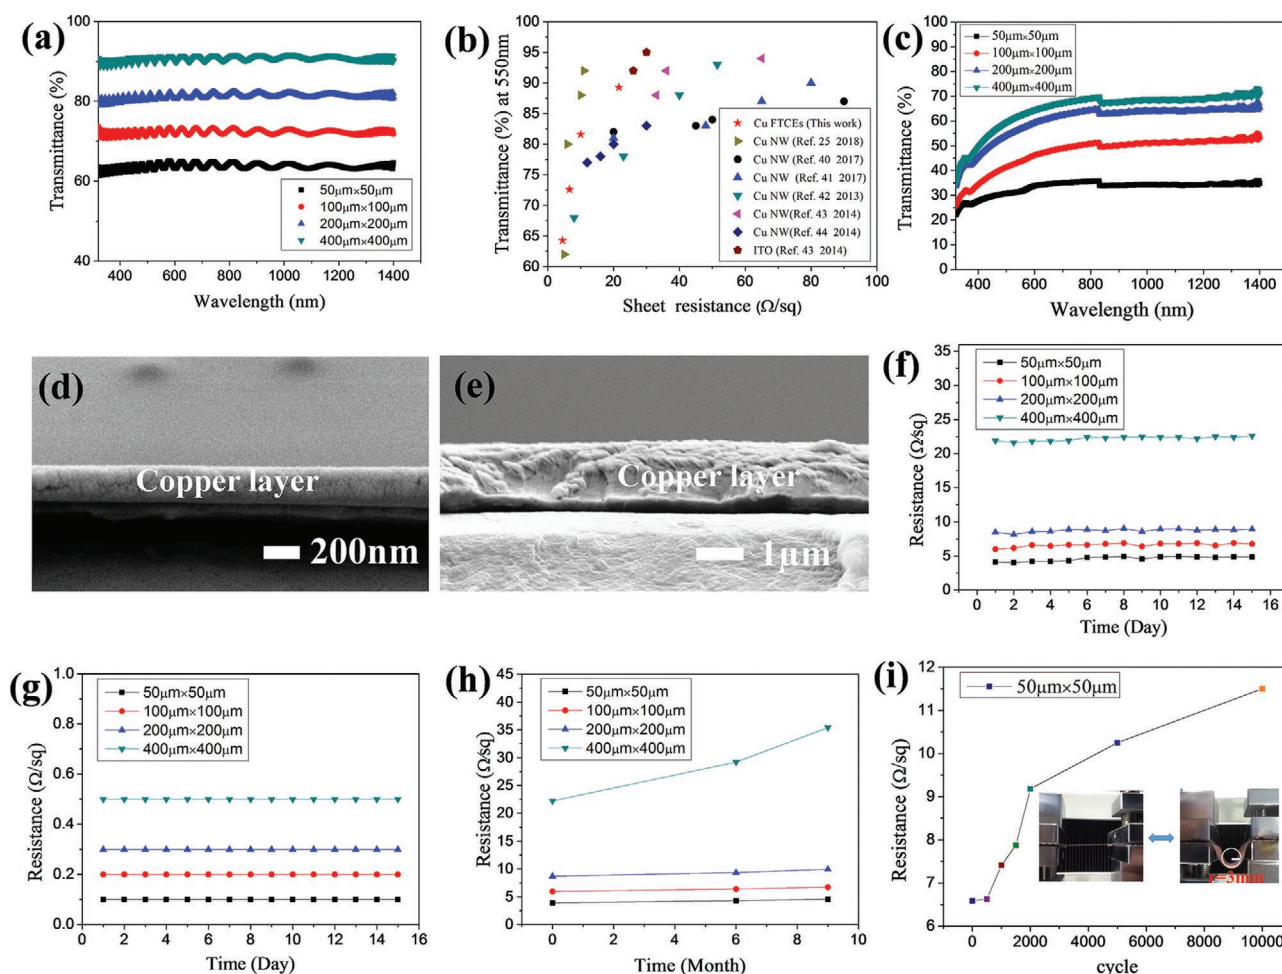 (a)
100
80
60
40
Transmittance (%)
50μm×50μm
100μm×100μm
200μm×200μm
400μm×400μm
400 600 800 1000 1200 1400
Wavelength (nm)
(b)
100
95
90
85
80
75
70
65
60
Transmittance (%) at 550nm
Cu FTCEs (This work)
Cu NW (Ref. 25 2018)
Cu NW (Ref. 40 2017)
Cu NW (Ref. 41 2017)
Cu NW (Ref. 42 2013)
Cu NW(Ref. 43 2014)
Cu NW(Ref. 44 2014)
ITO (Ref. 43 2014)
0 20 40 60 80 100
Sheet resistance (Ω/sq)
(c)
100
90
80
70
60
50
40
30
20
10
0
Transmittance (%)
50μm×50μm
100μm×100μm
200μm×200μm
400μm×400μm
400 600 800 1000 1200 1400
Wavelength (nm)
(d)
Copper layer
200nm
(e)
Copper layer
1μm
(f)
35
30
25
20
15
10
5
0
Resistance (Ω/sq)
50μm×50μm
100μm×100μm
200μm×200μm
400μm×400μm
0 2 4 6 8 10 12 14 16
Time (Day)
(g)
1.0
0.8
0.6
0.4
0.2
0.0
Resistance (Ω/sq)
50μm×50μm
100μm×100μm
200μm×200μm
400μm×400μm
0 2 4 6 8 10 12 14 16
Time (Day)
(h)
45
40
35
30
25
20
15
10
5
0
Resistance (Ω/sq)
50μm×50μm
100μm×100μm
200μm×200μm
400μm×400μm
0 2 4 6 8 10
Time (Month)
(i)
12
11
10
9
8
7
6
Resistance (Ω/sq)
50μm×50μm
r=3mm
0 2000 4000 6000 8000 10000
cycle